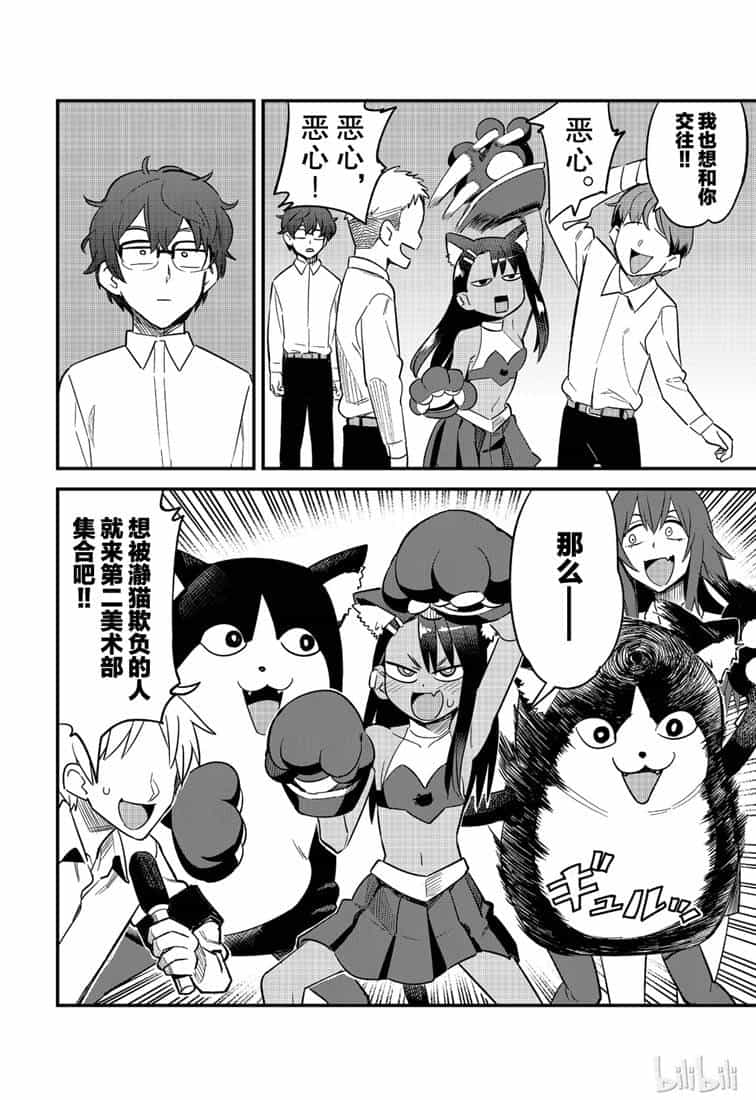 我也想和你
交往!!
恶心。
恶心，
恶心！
那么——
想被瀞猫欺负的人
就来第二美术部
集合吧!!
ギュルッ
bilibili